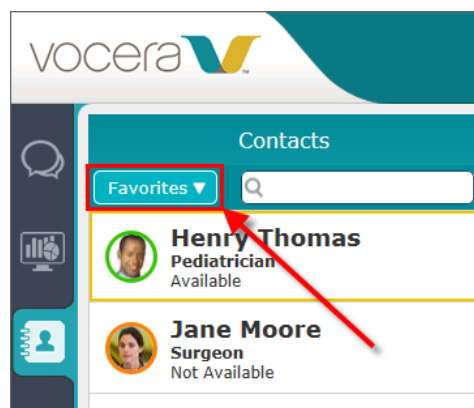 vocera
Contacts
Favorites ▼
Henry Thomas
Pediatrician
Available
Jane Moore
Surgeon
Not Available